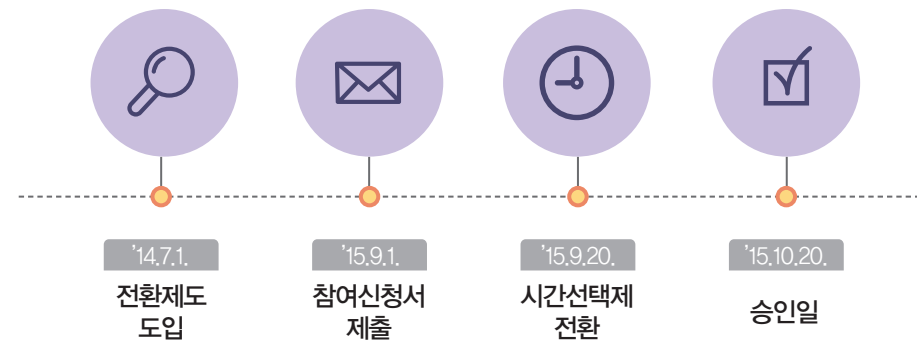 '14.7.1.
전환제도
도입
'15.9.1.
참여신청서
제출
'15.9.20.
시간선택제
전환
'15.10.20.
승인일